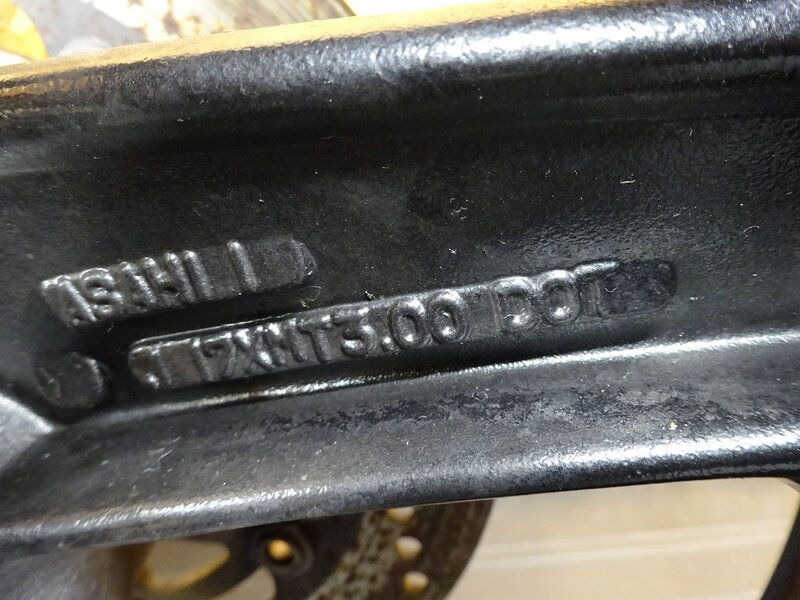 ASAHI I
J 17XMT3.00 DOT